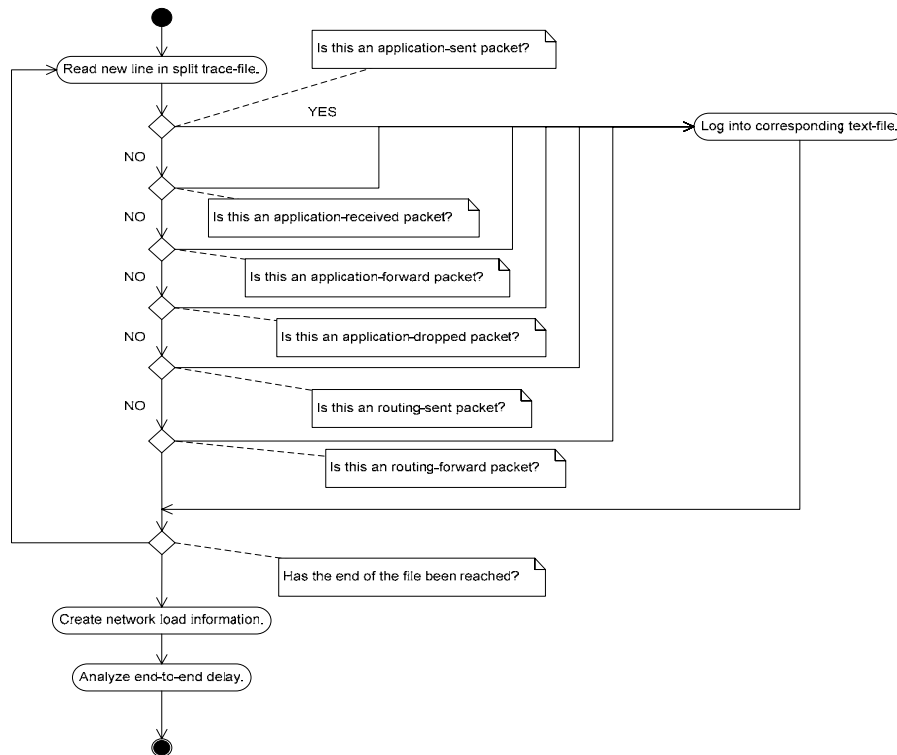 Is this an application-sent packet?
Read new line in split trace-file.
YES
Log into corresponding text-file.
NO
Is this an application-received packet?
NO
Is this an application-forward packet?
NO
Is this an application-dropped packet?
NO
Is this an routing-sent packet?
NO
Is this an routing-forward packet?
Has the end of the file been reached?
Create network load information.
Analyze end-to-end delay.